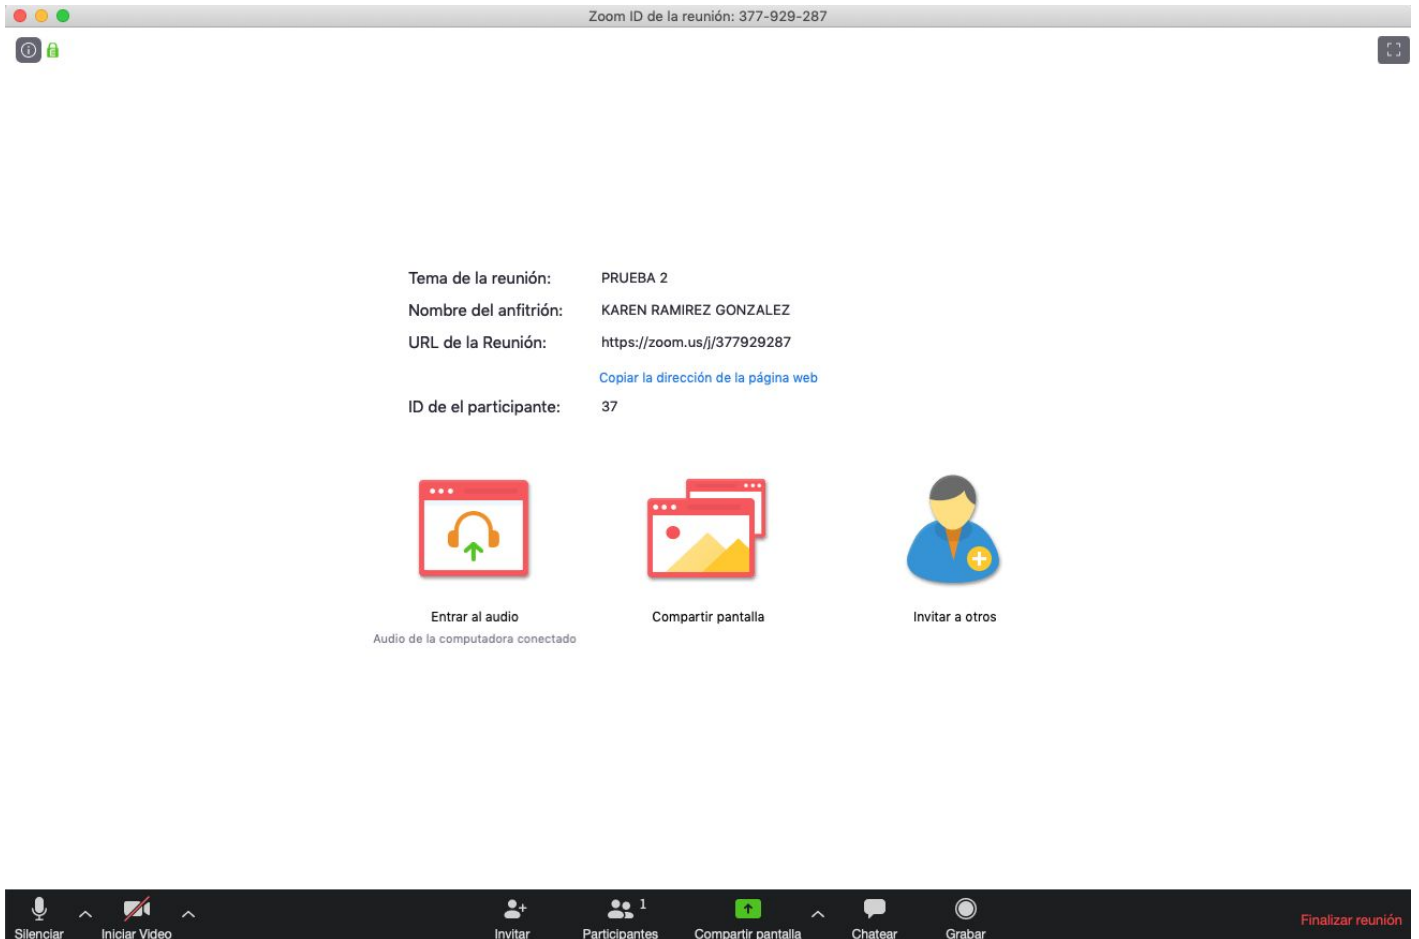 Zoom ID de la reunión: 377-929-287
Tema de la reunión: PRUEBA 2
Nombre del anfitrión: KAREN RAMIREZ GONZALEZ
URL de la Reunión: https://zoom.us/j/377929287
Copiar la dirección de la página web
ID de el participante: 37
Entrar al audio Compartir pantalla Invitar a otros
Audio de la computadora conectado
1
Silenciar Iniciar Video Invitar Participantes Compartir pantalla Chatear Grabar Finalizar reunión